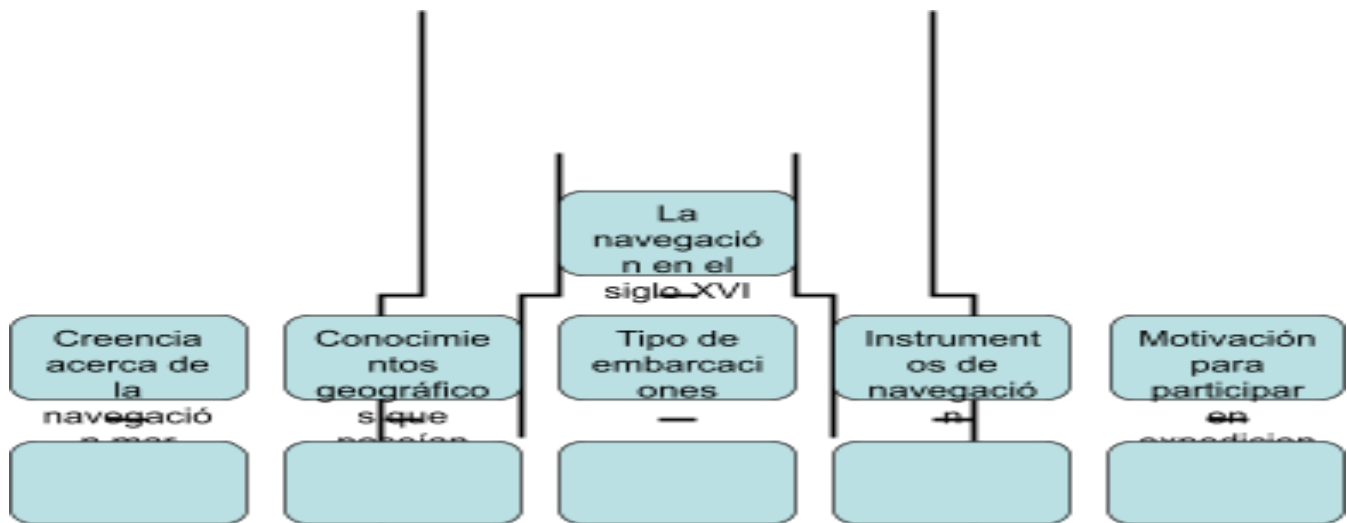 La
navegació
n en el
siglo XVI
Creencia
acerca de
la
navegació
Conocimie
ntos
geográfico
s que
Tipo de
embarcaci
ones
Instrument
os de
navegació
n
Motivación
para
participar
en